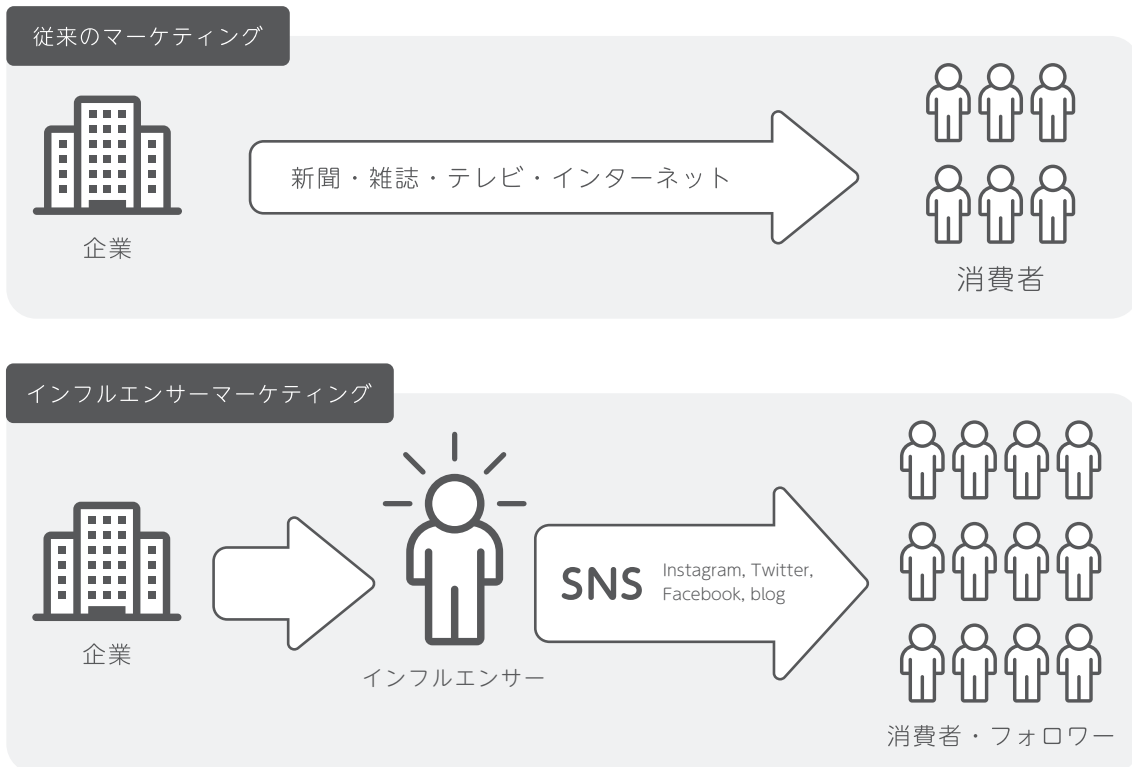 従来のマーケティング
新聞・雑誌・テレビ・インターネット
企業
消費者
インフルエンサーマーケティング
SNS
Instagram, Twitter,
Facebook, blog
企業
インフルエンサー
消費者・フォロワー